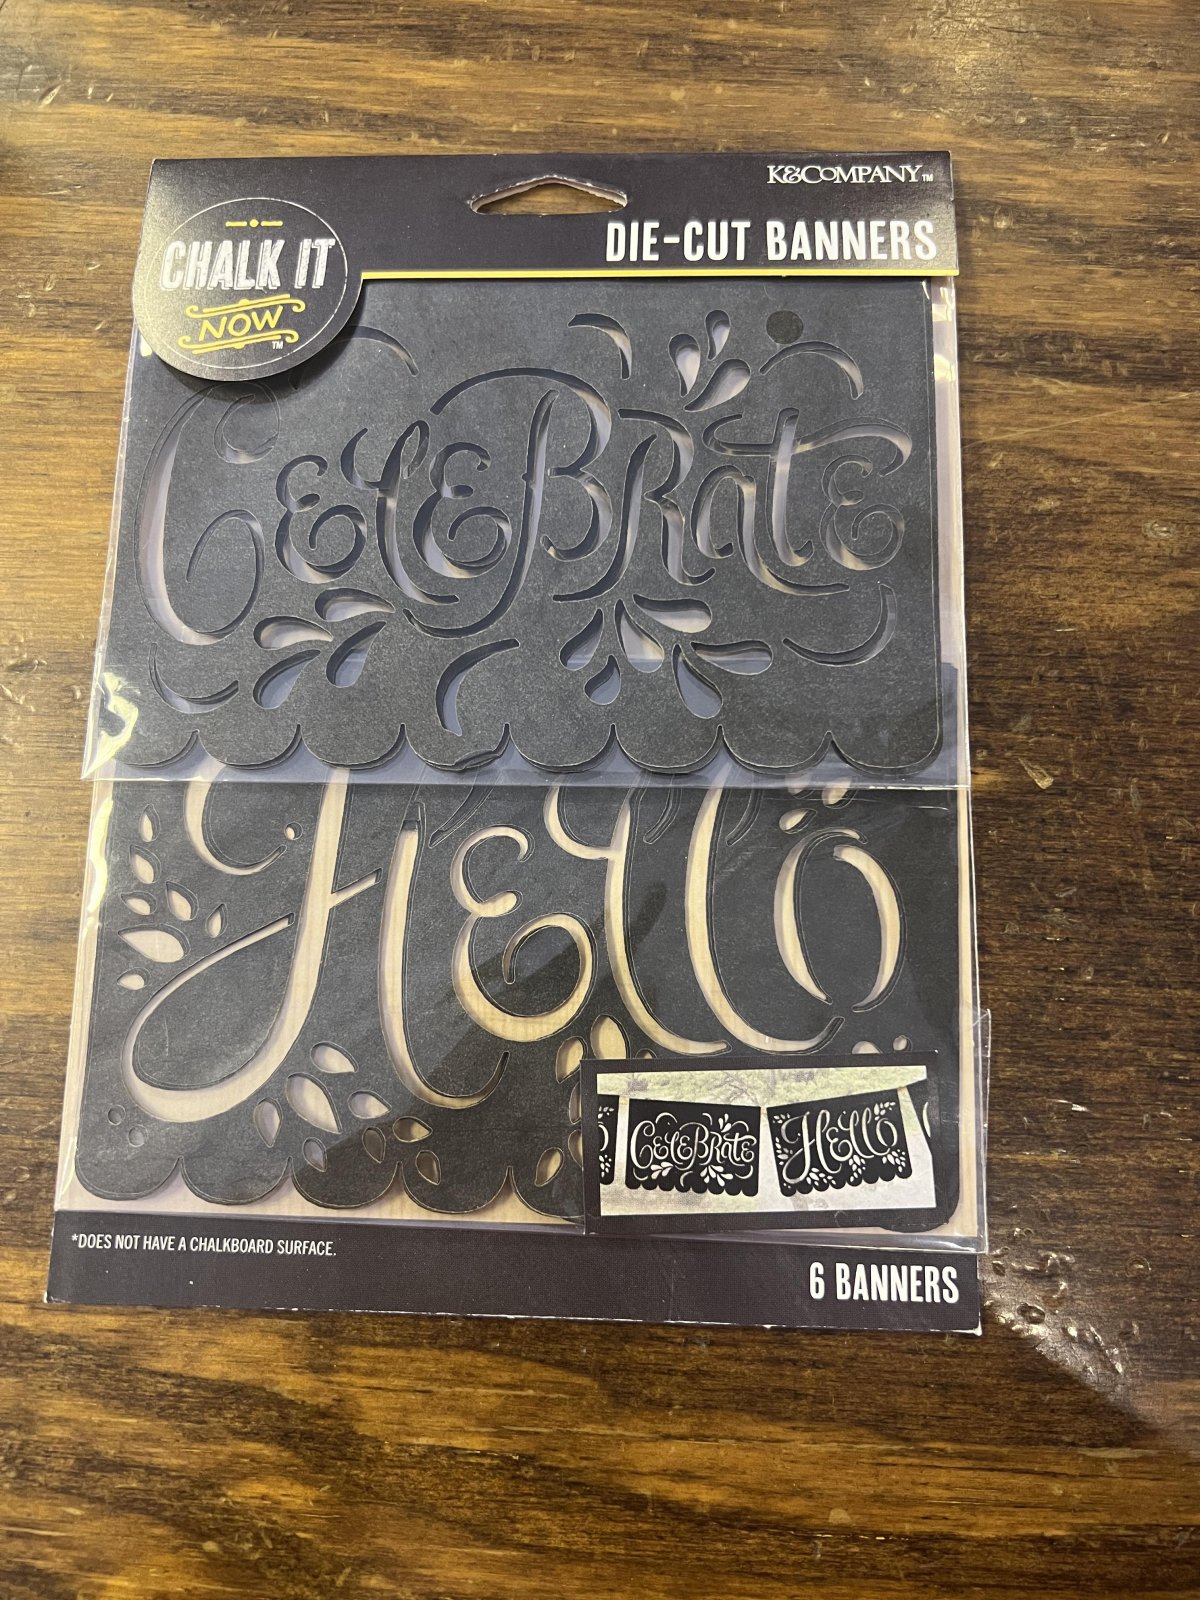 K&COMPANY™
DIE-CUT BANNERS
CHALK IT
NOW™
CELEBRATE
HELLO
CELEBRATE
HELLO
*DOES NOT HAVE A CHALKBOARD SURFACE.
6 BANNERS